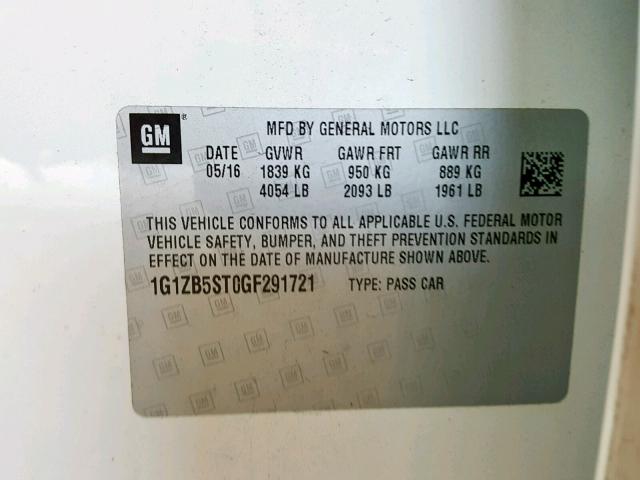 GM ® MFD BY GENERAL MOTORS LLC
DATE GVWR GAWR FRT GAWR RR
05/16 1839 KG 950 KG 889 KG
4054 LB 2093 LB 1961 LB
THIS VEHICLE CONFORMS TO ALL APPLICABLE U.S. FEDERAL MOTOR
VEHICLE SAFETY, BUMPER, AND THEFT PREVENTION STANDARDS IN
EFFECT ON THE DATE OF MANUFACTURE SHOWN ABOVE.
1G1ZB5ST0GF291721 TYPE: PASS CAR